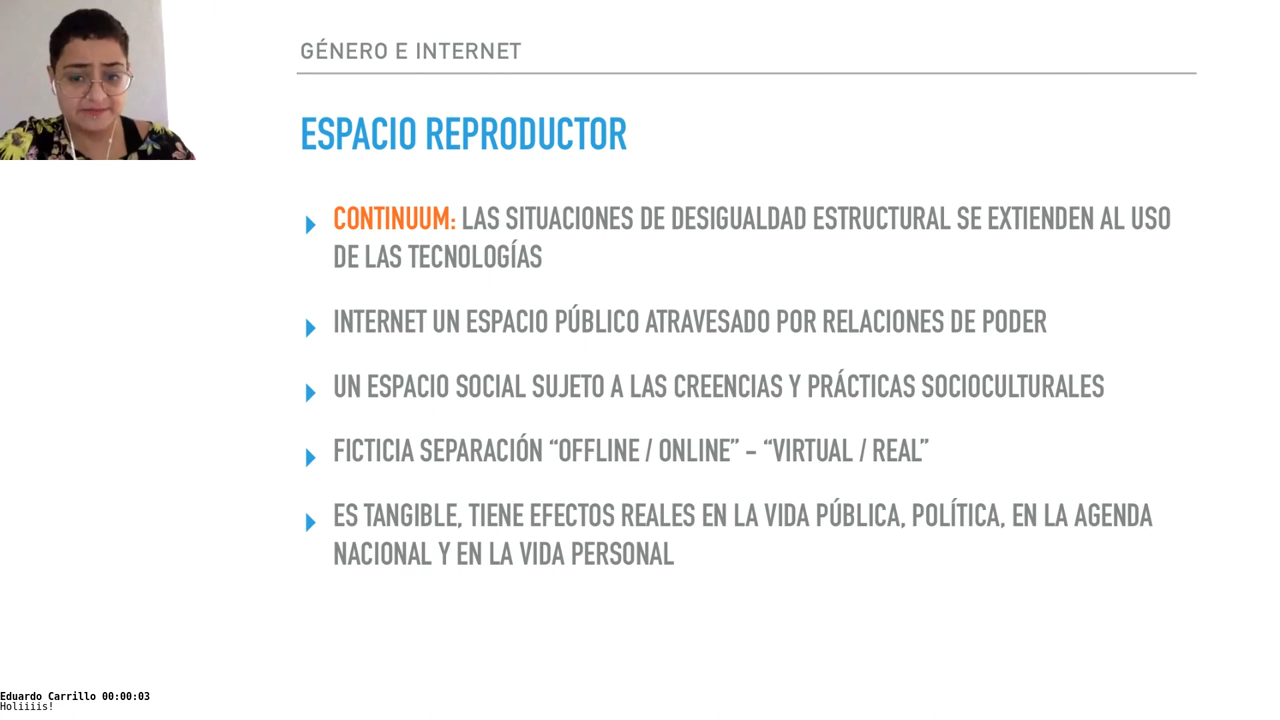 GÉNERO E INTERNET
ESPACIO REPRODUCTOR
CONTINUUM: LAS SITUACIONES DE DESIGUALDAD ESTRUCTURAL SE EXTIENDEN AL USO
DE LAS TECNOLOGÍAS
INTERNET UN ESPACIO PÚBLICO ATRAVESADO POR RELACIONES DE PODER
UN ESPACIO SOCIAL SUJETO A LAS CREENCIAS Y PRÁCTICAS SOCIOCULTURALES
FICTICIA SEPARACIÓN “OFFLINE / ONLINE” – “VIRTUAL / REAL”
ES TANGIBLE, TIENE EFECTOS REALES EN LA VIDA PÚBLICA, POLÍTICA, EN LA AGENDA
NACIONAL Y EN LA VIDA PERSONAL
Eduardo Carrillo 00:00:03
Holiiiis!